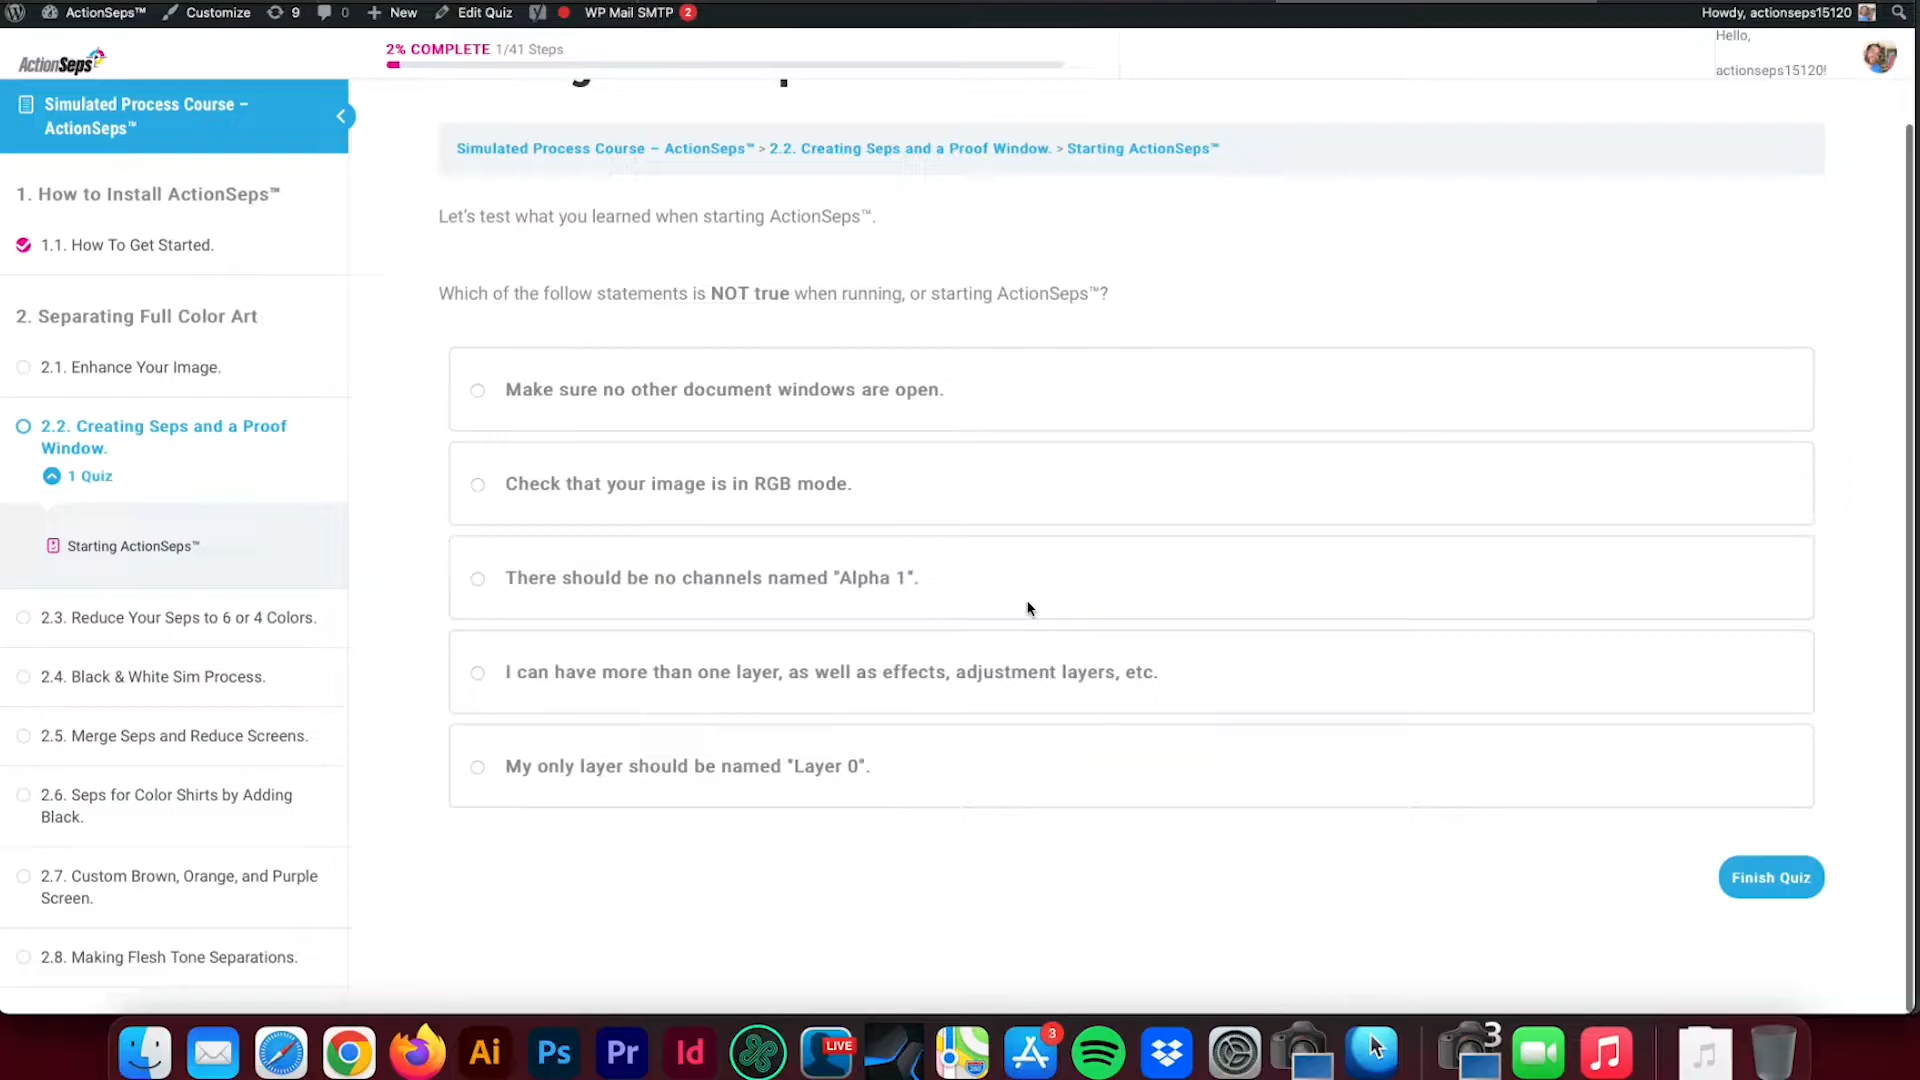 ActionSeps™ Customize 9 0 New Edit Quiz WP Mail SMTP 2 Howdy, actionseps15120
ActionSeps
2% COMPLETE 1/41 Steps
Hello,
actionseps15120!
Simulated Process Course –
ActionSeps™
Simulated Process Course – ActionSeps™ > 2.2. Creating Seps and a Proof Window. > Starting ActionSeps™
1. How to Install ActionSeps™
1.1. How To Get Started.
2. Separating Full Color Art
2.1. Enhance Your Image.
2.2. Creating Seps and a Proof
Window.
1 Quiz
Starting ActionSeps™
2.3. Reduce Your Seps to 6 or 4 Colors.
2.4. Black & White Sim Process.
2.5. Merge Seps and Reduce Screens.
2.6. Seps for Color Shirts by Adding
Black.
2.7. Custom Brown, Orange, and Purple
Screen.
2.8. Making Flesh Tone Separations.
Let's test what you learned when starting ActionSeps™.
Which of the follow statements is NOT true when running, or starting ActionSeps™?
Make sure no other document windows are open.
Check that your image is in RGB mode.
There should be no channels named "Alpha 1".
I can have more than one layer, as well as effects, adjustment layers, etc.
My only layer should be named "Layer 0".
Finish Quiz
Ai Ps Pr Id LIVE 280 3 3